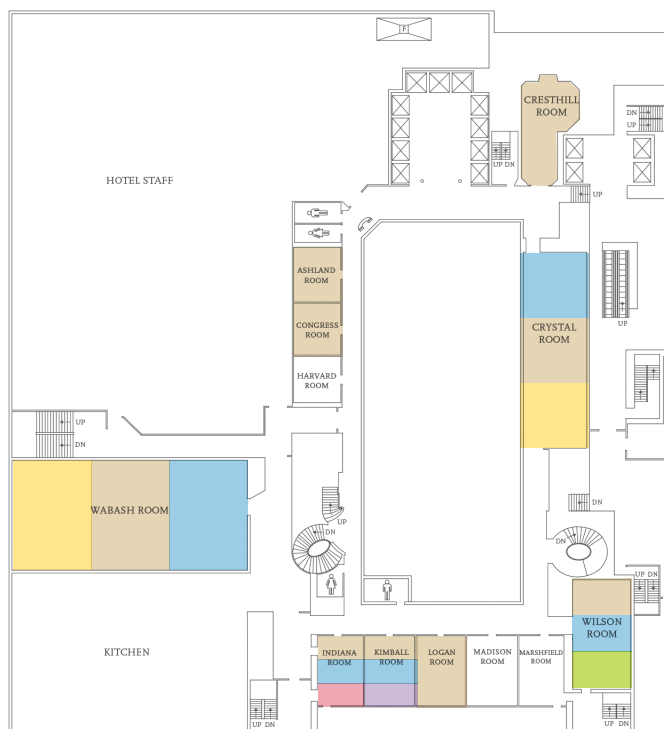 F
CRESTHILL
ROOM
DN
UP
UP DN
HOTEL STAFF
UP
ASHLAND
ROOM
CONGRESS
ROOM
CRYSTAL
ROOM
UP
HARVARD
ROOM
UP
DN
WABASH ROOM
UP
DN
DN
DN
UP DN
WILSON
ROOM
KITCHEN
INDIANA
ROOM
KIMBALL
ROOM
LOGAN
ROOM
MADISON
ROOM
MARSHFIELD
ROOM
UP DN
UP DN